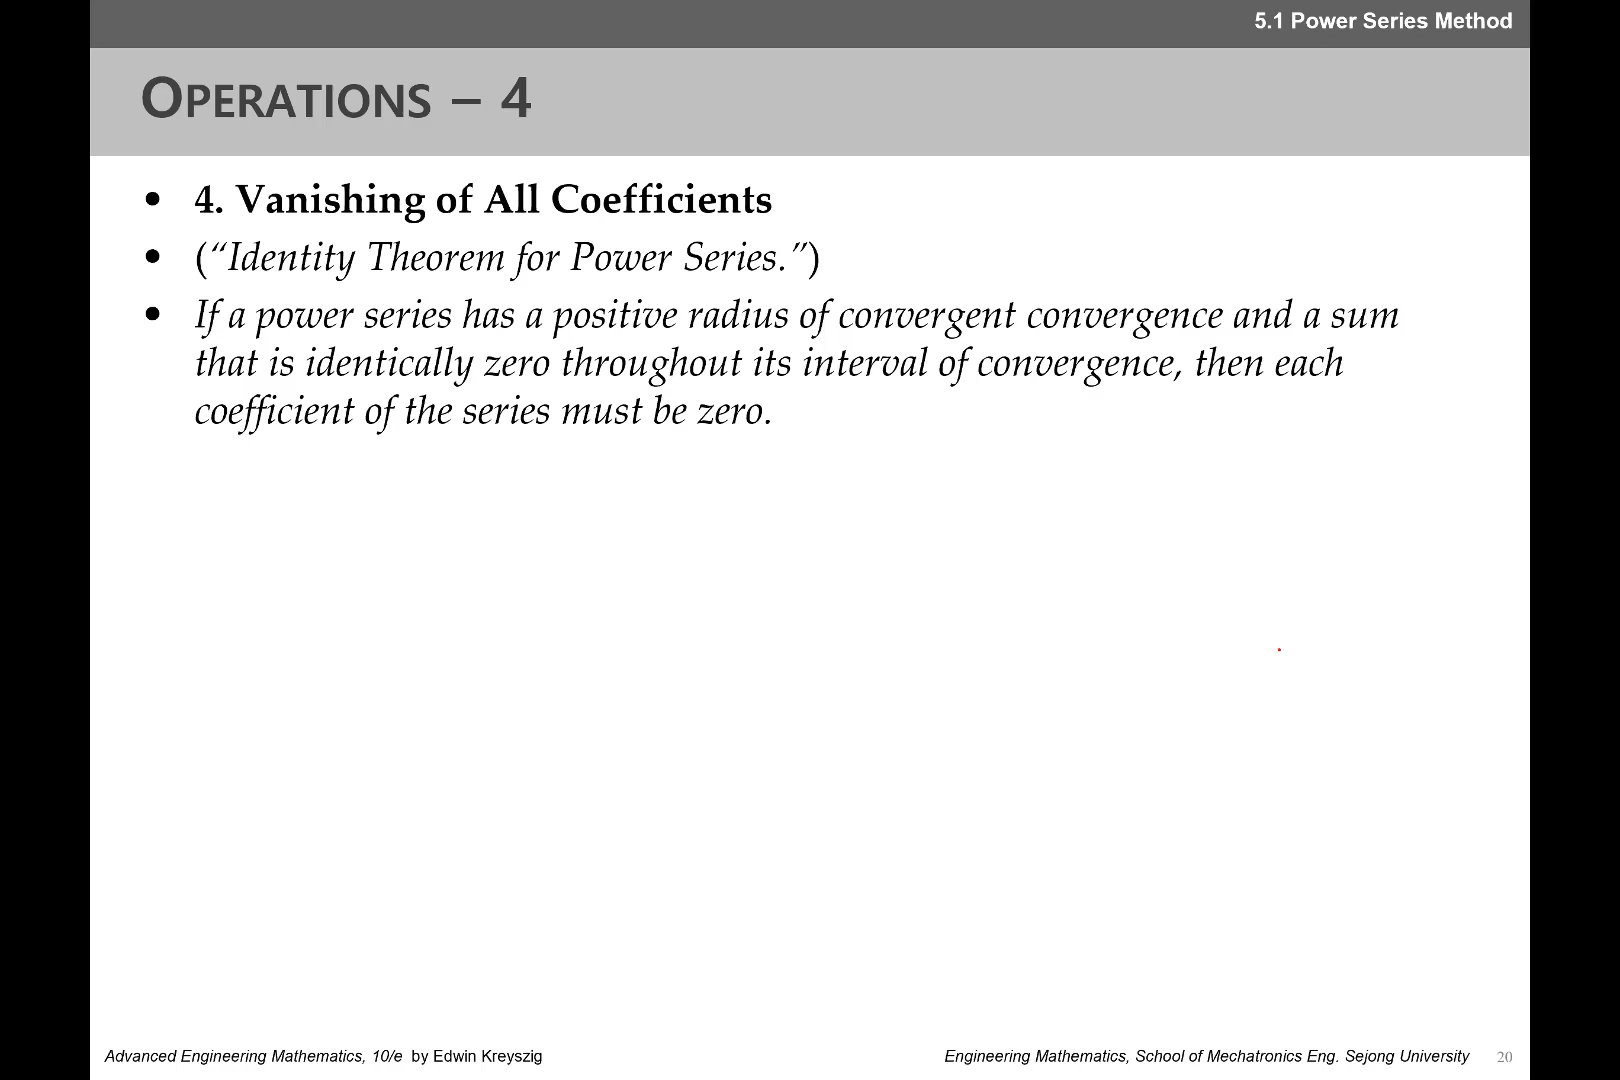 5.1 Power Series Method
OPERATIONS – 4
• 4. Vanishing of All Coefficients
• (“Identity Theorem for Power Series.”)
• If a power series has a positive radius of convergent convergence and a sum
that is identically zero throughout its interval of convergence, then each
coefficient of the series must be zero.
Advanced Engineering Mathematics, 10/e by Edwin Kreyszig
Engineering Mathematics, School of Mechatronics Eng. Sejong University 20